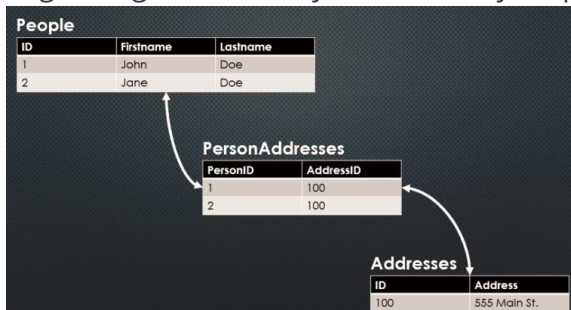 People
ID Firstname Lastname
1 John Doe
2 Jane Doe
PersonAddresses
PersonID AddressID
1 100
2 100
Addresses
ID Address
100 555 Main St.